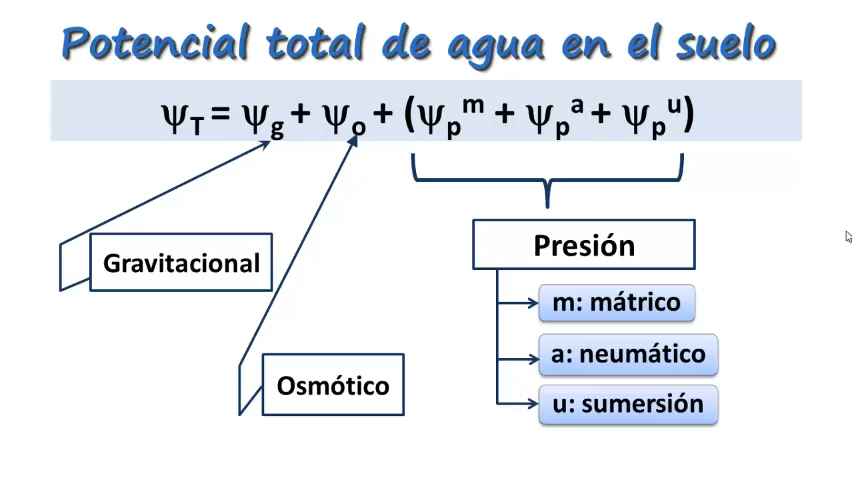 Potencial total de agua en el suelo
ψT = ψg + ψo + (ψpᵐ + ψpᵃ + ψpᵘ)
Gravitacional
Osmótico
Presión
m: mátrico
a: neumático
u: sumersión